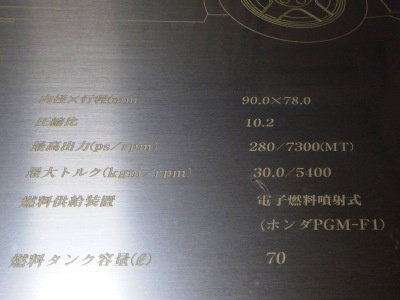 内径×行程(mm) 90.0×78.0
圧縮比 10.2
最高出力(ps/rpm) 280/7300(MT)
最大トルク(kgm/rpm) 30.0/5400
燃料供給装置 電子燃料噴射式
(ホンダPGM-F1)
燃料タンク容量(ℓ) 70